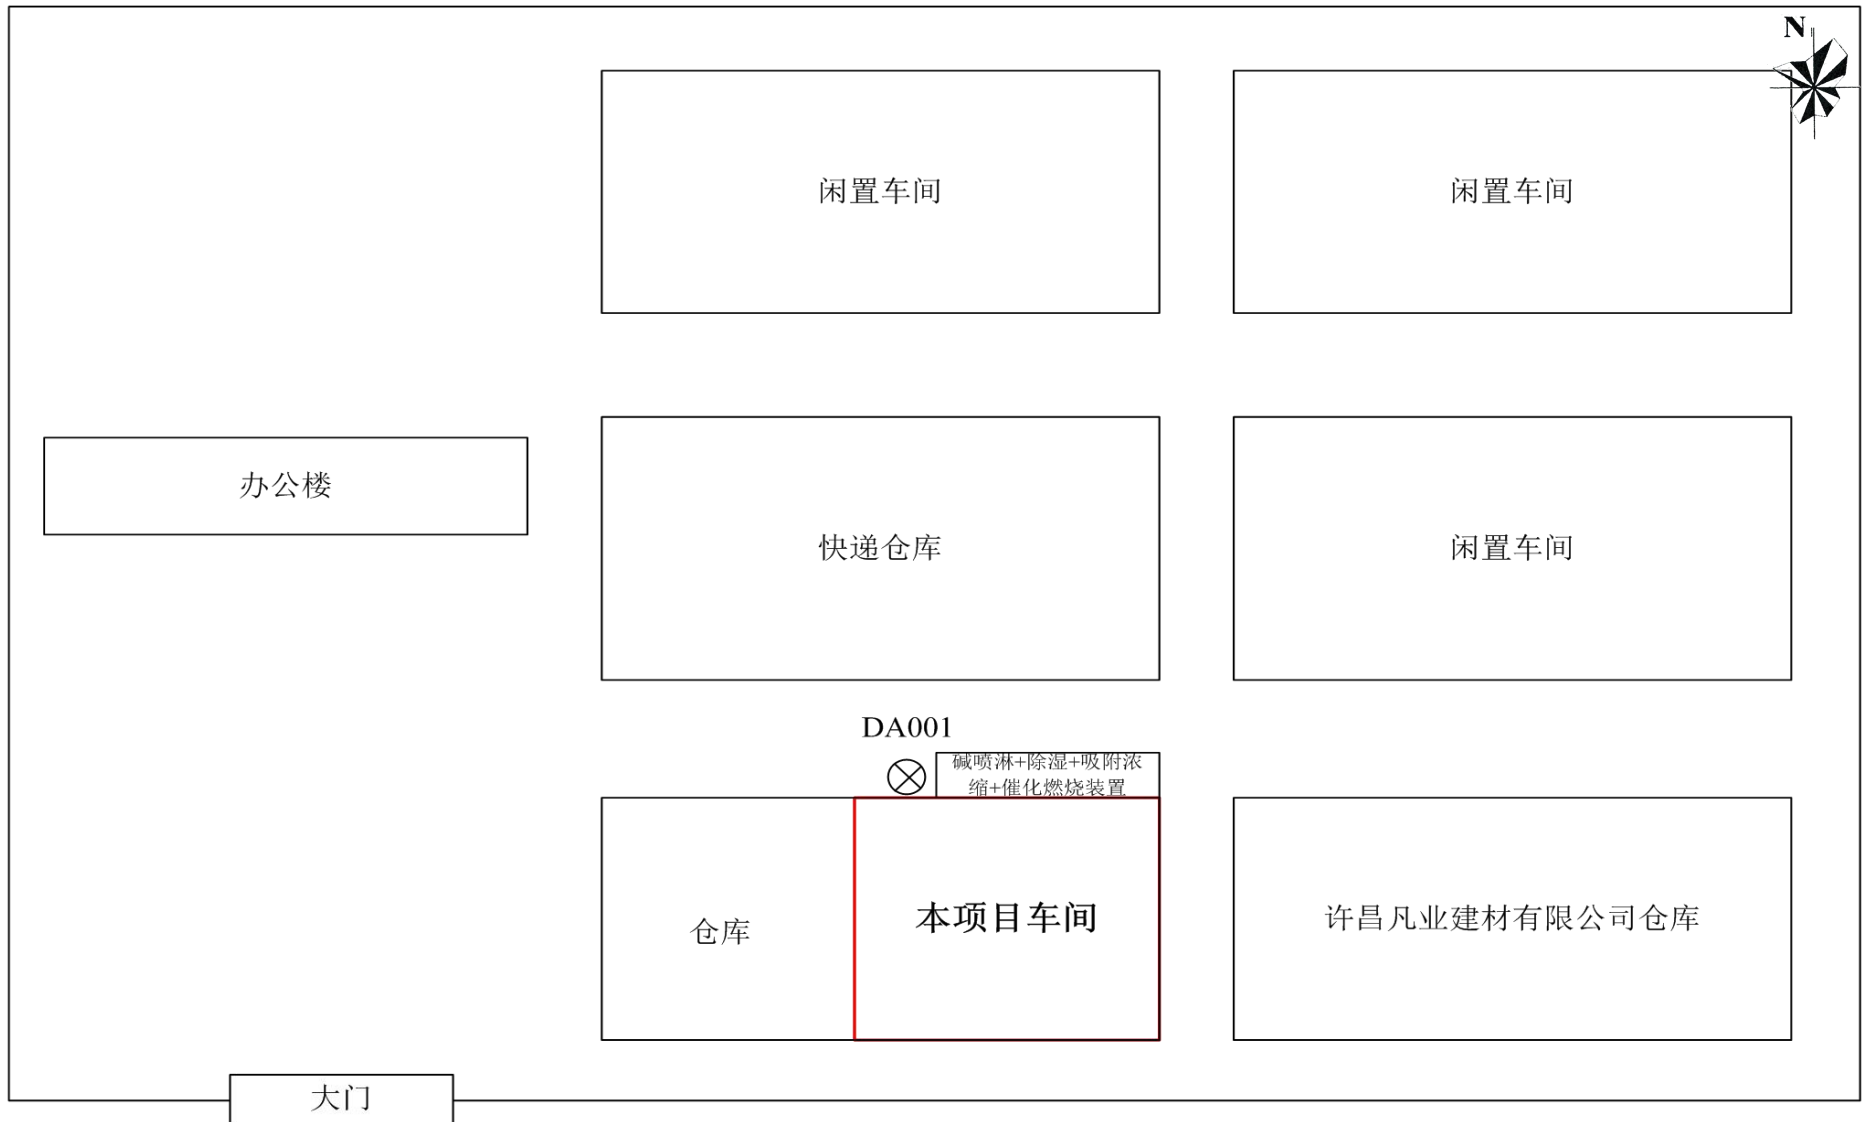 N
闲置车间
闲置车间
办公楼
快递仓库
闲置车间
DA001
碱喷淋+除湿+吸附浓
缩+催化燃烧装置
仓库
本项目车间
许昌凡业建材有限公司仓库
大门